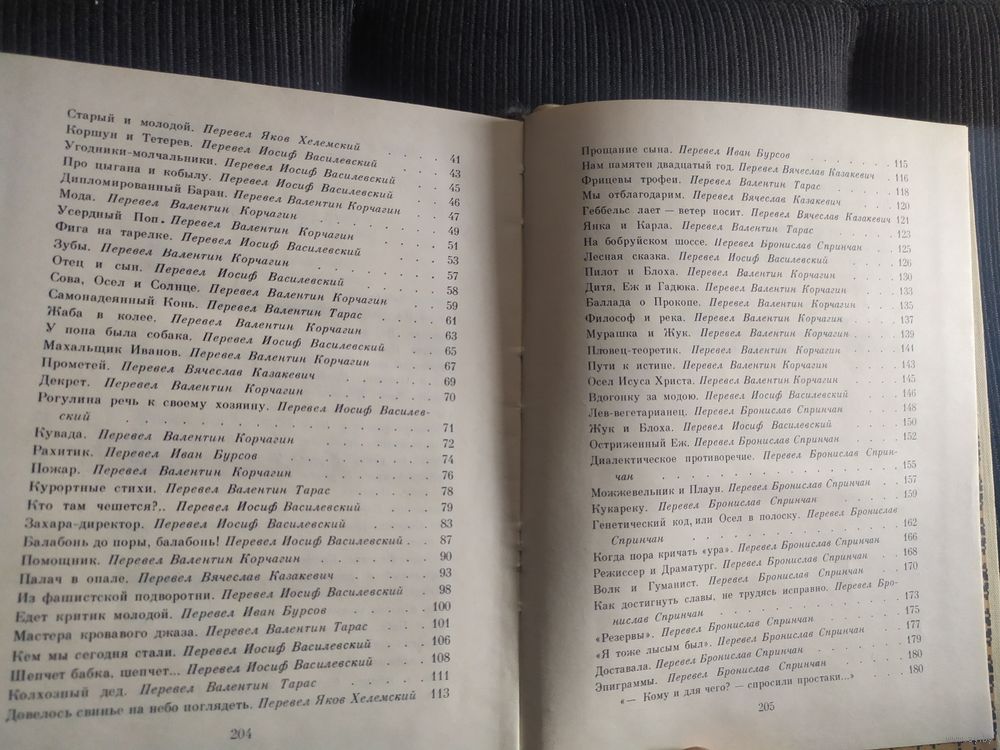 Старый и молодой. Перевел Яков Хелемский . . . . 41
Коршун и Тетерев. Перевел Иосиф Василевский . . . 43
Угодники-молчальники. Перевел Иосиф Василевский . . . 45
Про цыгана и кобылу. Перевел Иосиф Василевский . . . 46
Дипломированный Баран. Перевел Валентин Корчагин . . . 47
Мода. Перевел Валентин Корчагин . . . . 49
Усердный Поп. Перевел Валентин Корчагин . . . . 51
Фига на тарелке. Перевел Иосиф Василевский . . . . 53
Зубы. Перевел Валентин Корчагин . . . . 57
Отец и сын. Перевел Иосиф Василевский . . . . 58
Сова, Осел и Солнце. Перевел Валентин Корчагин . . . 59
Самонадеянный Конь. Перевел Валентин Тарас . . . . 61
Жаба в колее. Перевел Валентин Корчагин . . . . 63
У попа была собака. Перевел Иосиф Василевский . . . 65
Махальщик Иванов. Перевел Валентин Корчагин . . . . 67
Прометей. Перевел Вячеслав Казакевич . . . . 69
Декрет. Перевел Валентин Корчагин . . . . 70
Рогулина речь к своему хозяину. Перевел Иосиф Василев-
ский . . . . 71
Кувада. Перевел Валентин Корчагин . . . . 72
Рахитик. Перевел Иван Бурсов . . . . 74
Пожар. Перевел Валентин Корчагин . . . . 76
Курортные стихи. Перевел Валентин Тарас . . . . 78
Кто там чешется?.. Перевел Иосиф Василевский . . . . 79
Захара-директор. Перевел Иосиф Василевский . . . . 83
Балабонь до поры, балабонь! Перевел Иосиф Василевский . 87
Помощник. Перевел Валентин Корчагин . . . . 90
Палач в опале. Перевел Вячеслав Казакевич . . . . 93
Из фашистской подворотни. Перевел Иосиф Василевский . 98
Едет критик молодой. Перевел Иван Бурсов . . . . 100
Мастера кровавого джаза. Перевел Валентин Тарас . . . 101
Кем мы сегодня стали. Перевел Иосиф Василевский . . . 106
Шепчет бабка, шепчет... Перевел Иосиф Василевский . . . 108
Колхозный дед. Перевел Валентин Тарас . . . . 111
Довелось свинье на небо поглядеть. Перевел Яков Хелемский 113
204
Прощание сына. Перевел Иван Бурсов . . . . 115
Нам памятен двадцатый год. Перевел Вячеслав Казакевич . 116
Фрицевы трофеи. Перевел Валентин Тарас . . . . 118
Мы отблагодарим. Перевел Вячеслав Казакевич . . . . 120
Геббельс лает — ветер носит. Перевел Вячеслав Казакевич 121
Янка и Карла. Перевел Валентин Тарас . . . . 123
На бобруйском шоссе. Перевел Бронислав Спринчан . . . 125
Лесная сказка. Перевел Иосиф Василевский . . . . 126
Пилот и Блоха. Перевел Валентин Корчагин . . . . 130
Дитя, Еж и Гадюка. Перевел Валентин Корчагин . . . . 133
Баллада о Прокопе. Перевел Валентин Корчагин . . . . 135
Философ и река. Перевел Валентин Корчагин . . . . 137
Мурашка и Жук. Перевел Валентин Корчагин . . . . 139
Пловец-теоретик. Перевел Валентин Корчагин . . . . 141
Пути к истине. Перевел Валентин Корчагин . . . . 143
Осел Исуса Христа. Перевел Валентин Корчагин . . . . 145
Вдогонку за модою. Перевел Иосиф Василевский . . . . 146
Лев-вегетарианец. Перевел Бронислав Спринчан . . . . 148
Жук и Блоха. Перевел Иосиф Василевский . . . . 150
Остриженный Еж. Перевел Бронислав Спринчан . . . . 152
Диалектическое противоречие. Перевел Бронислав Сприн-
чан . . . . 155
Можжевельник и Плаун. Перевел Бронислав Спринчан . . 157
Кукареку. Перевел Бронислав Спринчан . . . . 159
Генетический код, или Осел в полоску. Перевел Бронислав
Спринчан . . . . 162
Когда пора кричать «ура». Перевел Бронислав Спринчан . 166
Режиссер и Драматург. Перевел Бронислав Спринчан . . 168
Волк и Гуманист. Перевел Бронислав Спринчан . . . . 170
Как достигнуть славы, не трудясь исправно. Перевел Бро-
нислав Спринчан . . . . 173
«Резервы». Перевел Бронислав Спринчан . . . . 175
«Я тоже лысым был». Перевел Бронислав Спринчан . . . 177
Доставала. Перевел Бронислав Спринчан . . . . 179
Эпиграммы. Перевел Бронислав Спринчан . . . . 180
«— Кому и для чего? — спросили простаки...» . . . . 180
205